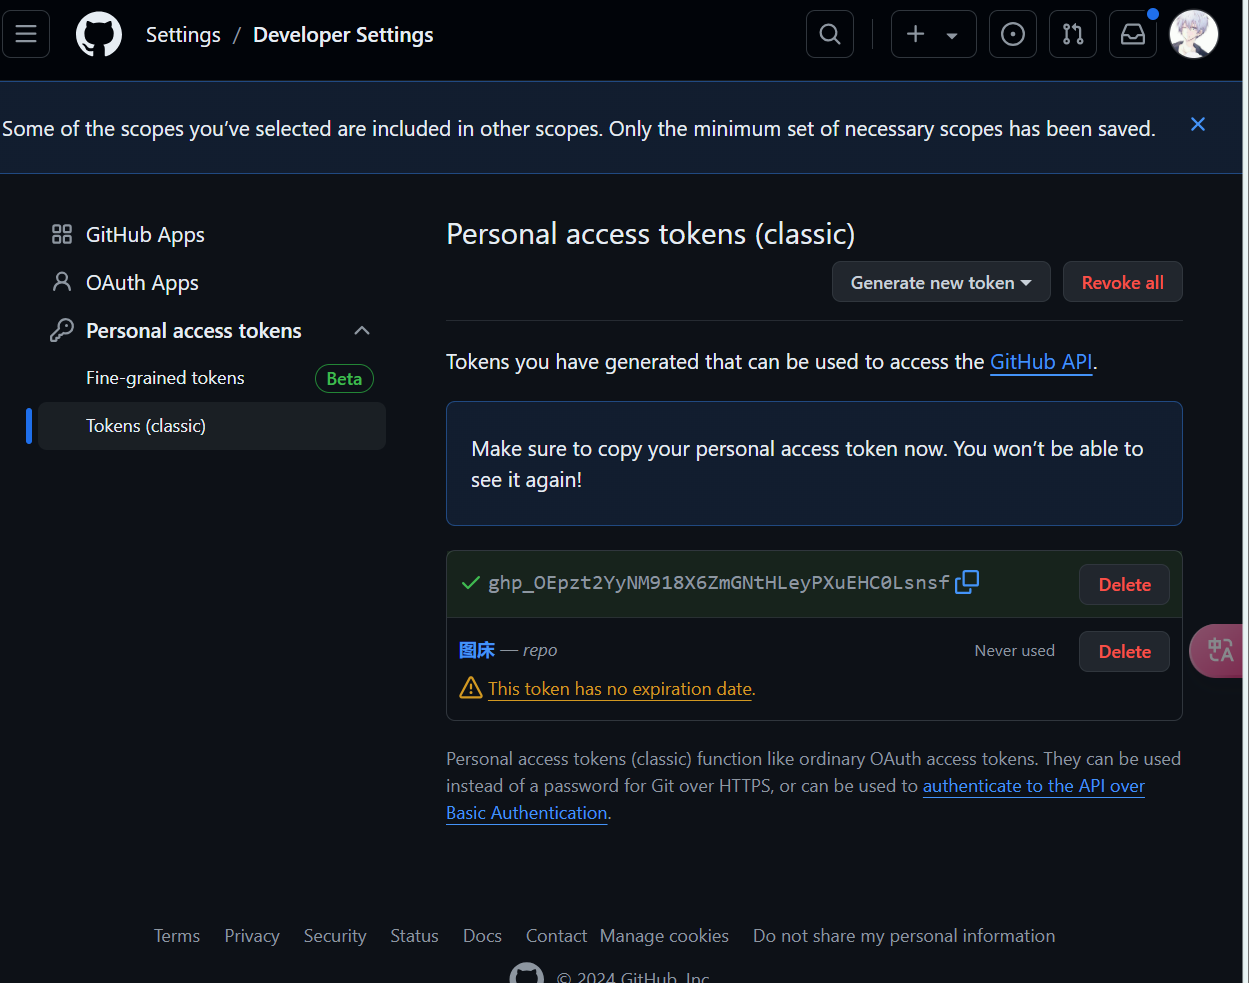 Settings / Developer Settings
Some of the scopes you’ve selected are included in other scopes. Only the minimum set of necessary scopes has been saved.
GitHub Apps
OAuth Apps
Personal access tokens
Fine-grained tokens Beta
Tokens (classic)
Personal access tokens (classic)
Generate new token Revoke all
Tokens you have generated that can be used to access the GitHub API.
Make sure to copy your personal access token now. You won’t be able to
see it again!
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 Delete
图床 — repo Never used Delete
This token has no expiration date.
Personal access tokens (classic) function like ordinary OAuth access tokens. They can be used
instead of a password for Git over HTTPS, or can be used to authenticate to the API over
Basic Authentication.
中A
Terms Privacy Security Status Docs Contact Manage cookies Do not share my personal information
© 2024 GitHub, Inc.